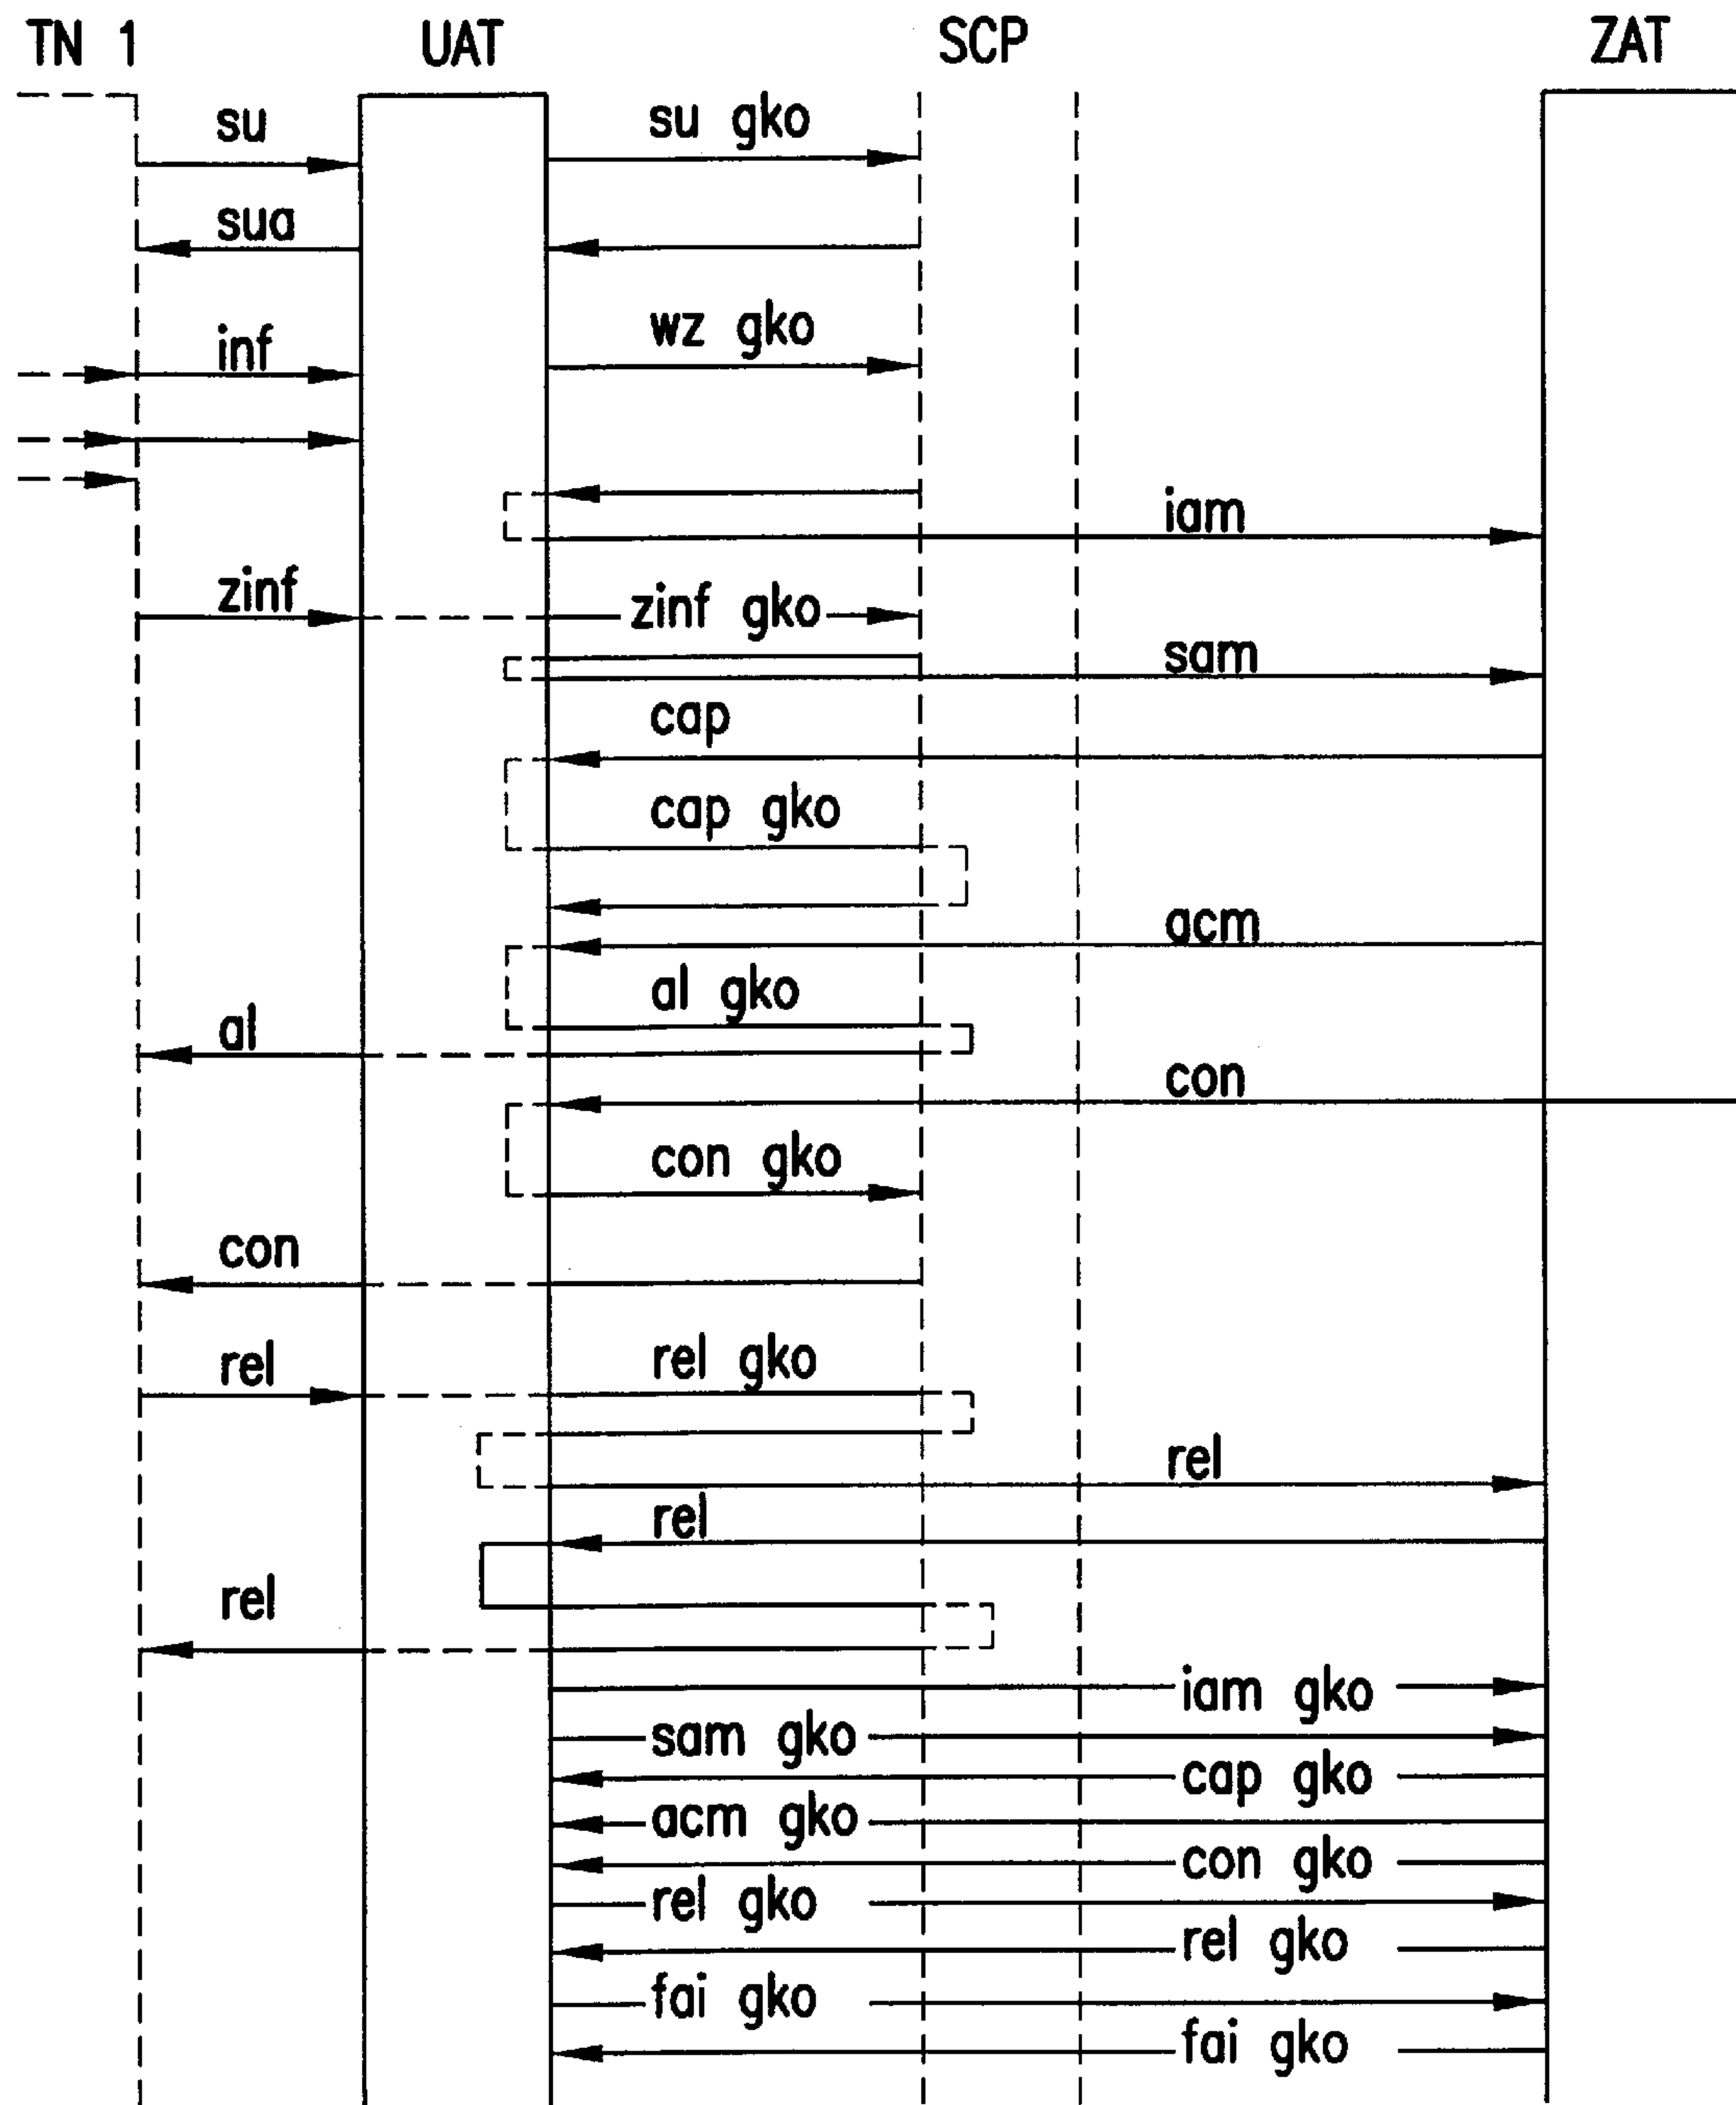 TN 1 UAT SCP ZAT
su su gko
sua
wz gko
inf
iam
zinf zinf gko
sam
cap
cap gko
acm
al gko
al
con
con gko
con
rel rel gko
rel
rel
rel
iam gko
sam gko
cap gko
acm gko
con gko
rel gko
rel gko
fai gko
fai gko